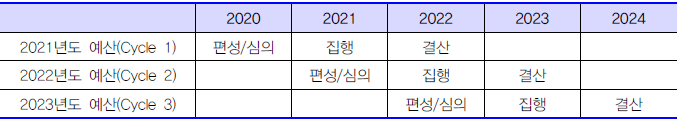 2020 2021 2022 2023 2024
2021년도 예산(Cycle 1) 편성/심의 집행 결산
2022년도 예산(Cycle 2) 편성/심의 집행 결산
2023년도 예산(Cycle 3) 편성/심의 집행 결산